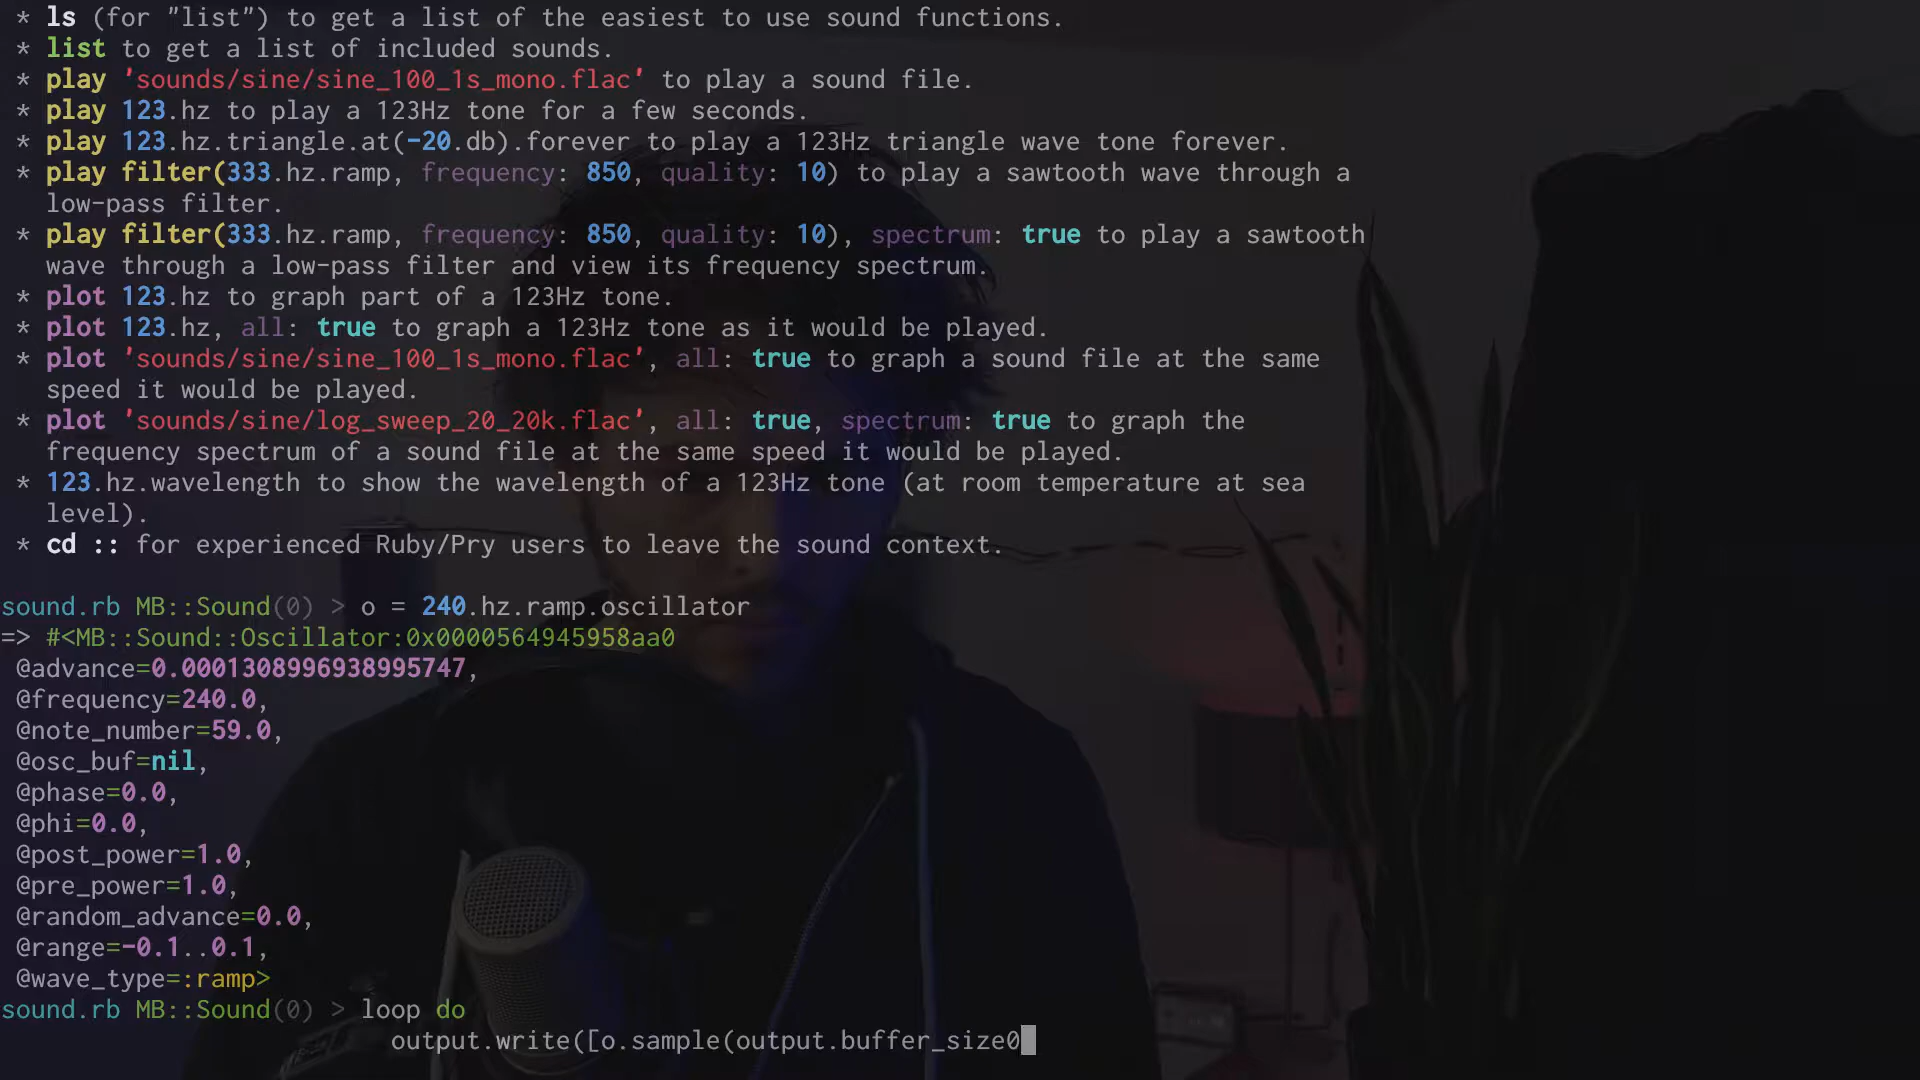 * ls (for "list") to get a list of the easiest to use sound functions.
* list to get a list of included sounds.
* play 'sounds/sine/sine_100_1s_mono.flac' to play a sound file.
* play 123.hz to play a 123Hz tone for a few seconds.
* play 123.hz.triangle.at(-20.db).forever to play a 123Hz triangle wave tone forever.
* play filter(333.hz.ramp, frequency: 850, quality: 10) to play a sawtooth wave through a
low-pass filter.
* play filter(333.hz.ramp, frequency: 850, quality: 10), spectrum: true to play a sawtooth
wave through a low-pass filter and view its frequency spectrum.
* plot 123.hz to graph part of a 123Hz tone.
* plot 123.hz, all: true to graph a 123Hz tone as it would be played.
* plot 'sounds/sine/sine_100_1s_mono.flac', all: true to graph a sound file at the same
speed it would be played.
* plot 'sounds/sine/log_sweep_20_20k.flac', all: true, spectrum: true to graph the
frequency spectrum of a sound file at the same speed it would be played.
* 123.hz.wavelength to show the wavelength of a 123Hz tone (at room temperature at sea
level).
* cd :: for experienced Ruby/Pry users to leave the sound context.
sound.rb MB::Sound(0) > o = 240.hz.ramp.oscillator
=> #<MB::Sound::Oscillator:0x0000564945958aa0
@advance=0.0001308996938995747,
@frequency=240.0,
@note_number=59.0,
@osc_buf=nil,
@phase=0.0,
@phi=0.0,
@post_power=1.0,
@pre_power=1.0,
@random_advance=0.0,
@range=-0.1..0.1,
@wave_type=:ramp>
sound.rb MB::Sound(0) > loop do
output.write([o.sample(output.buffer_size0